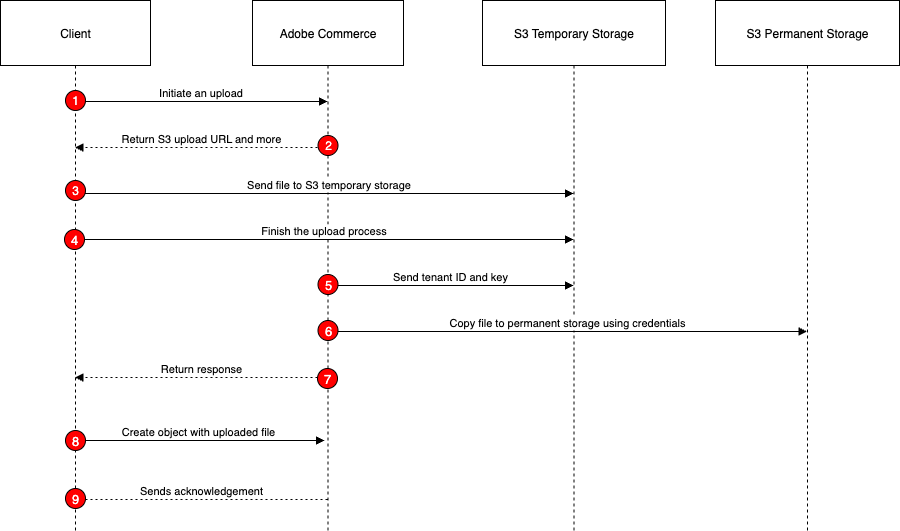 Client
Adobe Commerce
S3 Temporary Storage
S3 Permanent Storage
1
Initiate an upload
Return S3 upload URL and more
2
3
Send file to S3 temporary storage
4
Finish the upload process
5
Send tenant ID and key
6
Copy file to permanent storage using credentials
Return response
7
8
Create object with uploaded file
9
Sends acknowledgement